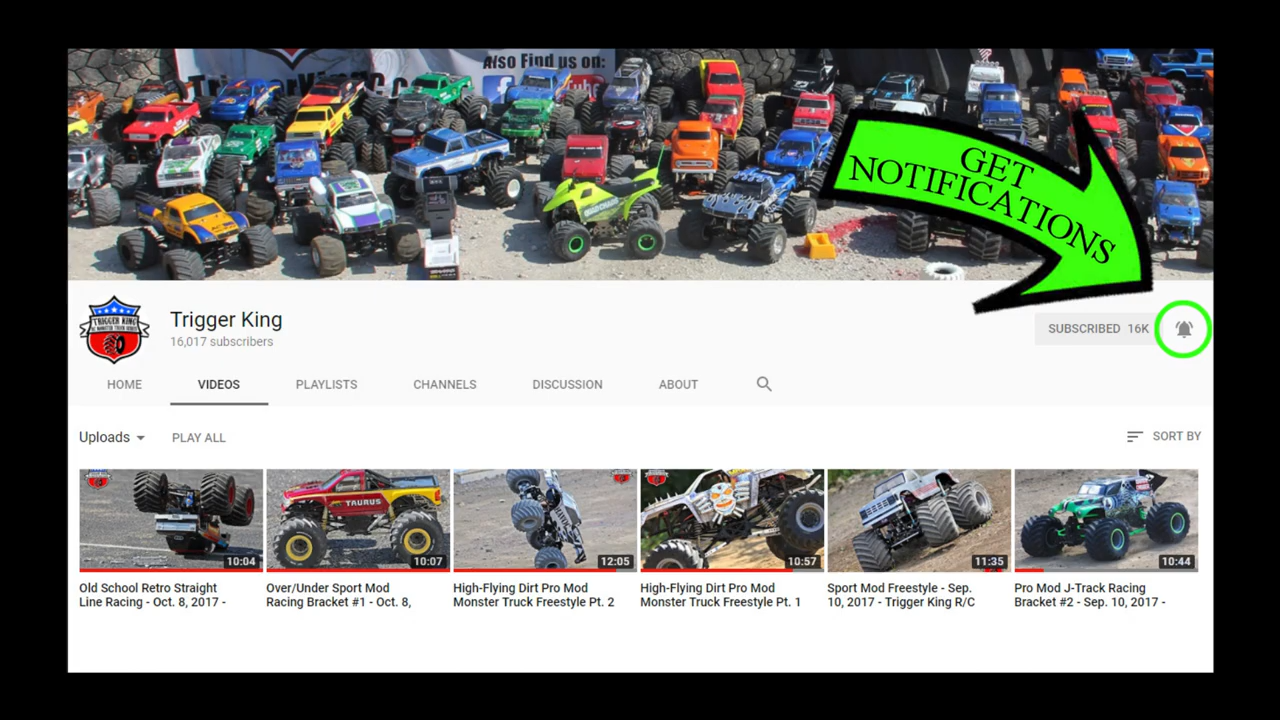 Also Find us on:
GET
NOTIFICATIONS
TRIGGER KING
Trigger King
16,017 subscribers
SUBSCRIBED 16K
HOME VIDEOS PLAYLISTS CHANNELS DISCUSSION ABOUT
Uploads PLAY ALL SORT BY
TAURUS
10:04 10:07 12:05 10:57 11:35 10:44
Old School Retro Straight
Line Racing - Oct. 8, 2017 -
Over/Under Sport Mod
Racing Bracket #1 - Oct. 8,
High-Flying Dirt Pro Mod
Monster Truck Freestyle Pt. 2
High-Flying Dirt Pro Mod
Monster Truck Freestyle Pt. 1
Sport Mod Freestyle - Sep.
10, 2017 - Trigger King R/C
Pro Mod J-Track Racing
Bracket #2 - Sep. 10, 2017 -